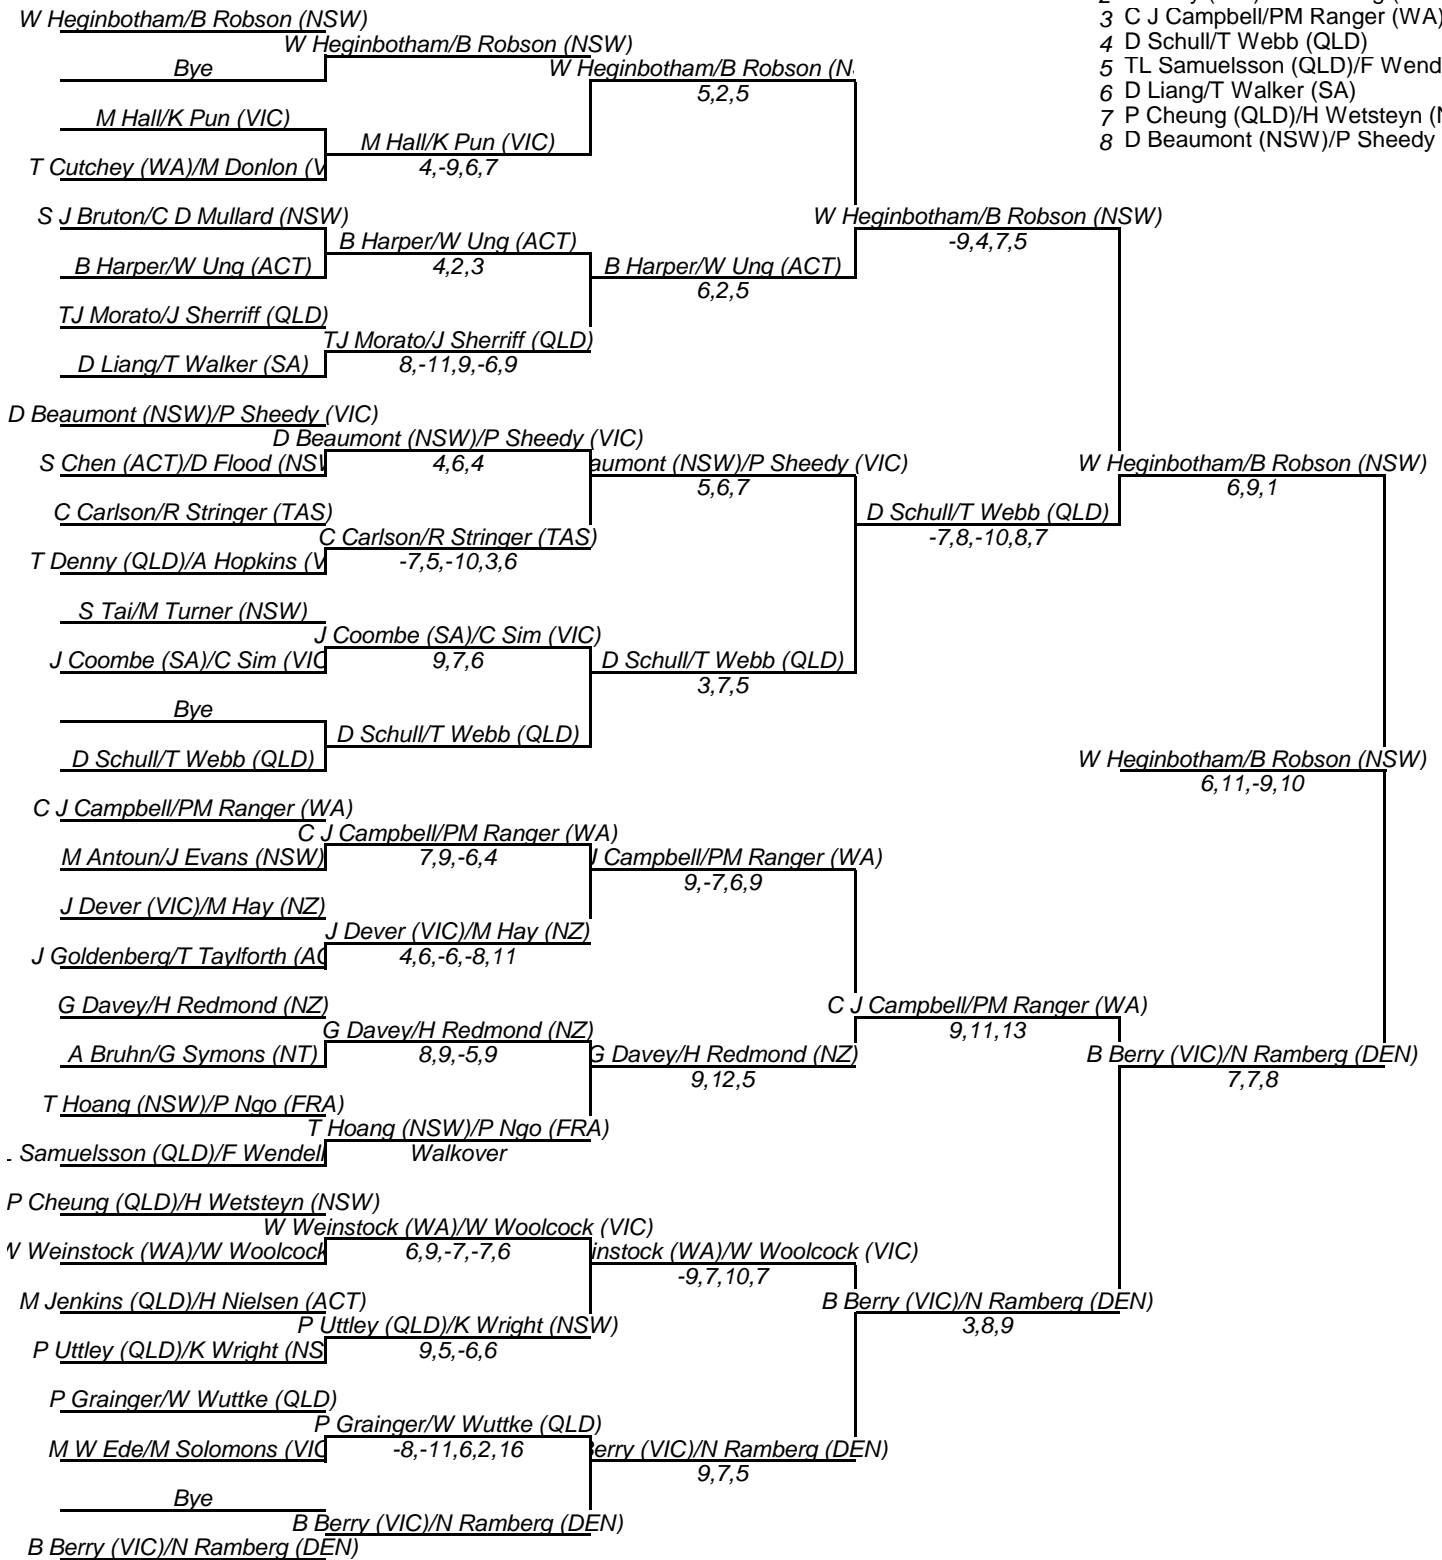 3 C J Campbell/PM Ranger (WA)
4 D Schull/T Webb (QLD)
5 TL Samuelsson (QLD)/F Wend
6 D Liang/T Walker (SA)
7 P Cheung (QLD)/H Wetsteyn (
8 D Beaumont (NSW)/P Sheedy
W Heginbotham/B Robson (NSW)
W Heginbotham/B Robson (NSW)
Bye
W Heginbotham/B Robson (N
5,2,5
M Hall/K Pun (VIC)
M Hall/K Pun (VIC)
4,-9,6,7
T Cutchey (WA)/M Donlon (V
S J Bruton/C D Mullard (NSW)
W Heginbotham/B Robson (NSW)
-9,4,7,5
B Harper/W Ung (ACT)
4,2,3
B Harper/W Ung (ACT)
B Harper/W Ung (ACT)
6,2,5
TJ Morato/J Sherriff (QLD)
TJ Morato/J Sherriff (QLD)
8,-11,9,-6,9
D Liang/T Walker (SA)
D Beaumont (NSW)/P Sheedy (VIC)
D Beaumont (NSW)/P Sheedy (VIC)
4,6,4
S Chen (ACT)/D Flood (NSW
aumont (NSW)/P Sheedy (VIC)
5,6,7
W Heginbotham/B Robson (NSW)
6,9,1
C Carlson/R Stringer (TAS)
D Schull/T Webb (QLD)
-7,8,-10,8,7
C Carlson/R Stringer (TAS)
-7,5,-10,3,6
T Denny (QLD)/A Hopkins (V
S Tai/M Turner (NSW)
J Coombe (SA)/C Sim (VIC)
9,7,6
J Coombe (SA)/C Sim (VIC
D Schull/T Webb (QLD)
3,7,5
Bye
D Schull/T Webb (QLD)
D Schull/T Webb (QLD)
W Heginbotham/B Robson (NSW)
6,11,-9,10
C J Campbell/PM Ranger (WA)
C J Campbell/PM Ranger (WA)
7,9,-6,4
M Antoun/J Evans (NSW)
J Campbell/PM Ranger (WA)
9,-7,6,9
J Dever (VIC)/M Hay (NZ)
J Dever (VIC)/M Hay (NZ)
4,6,-6,-8,11
J Goldenberg/T Taylforth (AC
G Davey/H Redmond (NZ)
C J Campbell/PM Ranger (WA)
9,11,13
G Davey/H Redmond (NZ)
8,9,-5,9
A Bruhn/G Symons (NT)
G Davey/H Redmond (NZ)
9,12,5
B Berry (VIC)/N Ramberg (DEN)
7,7,8
T Hoang (NSW)/P Ngo (FRA)
T Hoang (NSW)/P Ngo (FRA)
Walkover
Samuelsson (QLD)/F Wendell
P Cheung (QLD)/H Wetsteyn (NSW)
W Weinstock (WA)/W Woolcock (VIC)
6,9,-7,-7,6
W Weinstock (WA)/W Woolcock
instock (WA)/W Woolcock (VIC)
-9,7,10,7
M Jenkins (QLD)/H Nielsen (ACT)
B Berry (VIC)/N Ramberg (DEN)
3,8,9
P Uttley (QLD)/K Wright (NSW)
9,5,-6,6
P Uttley (QLD)/K Wright (NS
P Grainger/W Wuttke (QLD)
P Grainger/W Wuttke (QLD)
-8,-11,6,2,16
M W Ede/M Solomons (VIC
Berry (VIC)/N Ramberg (DEN)
9,7,5
Bye
B Berry (VIC)/N Ramberg (DEN)
B Berry (VIC)/N Ramberg (DEN)